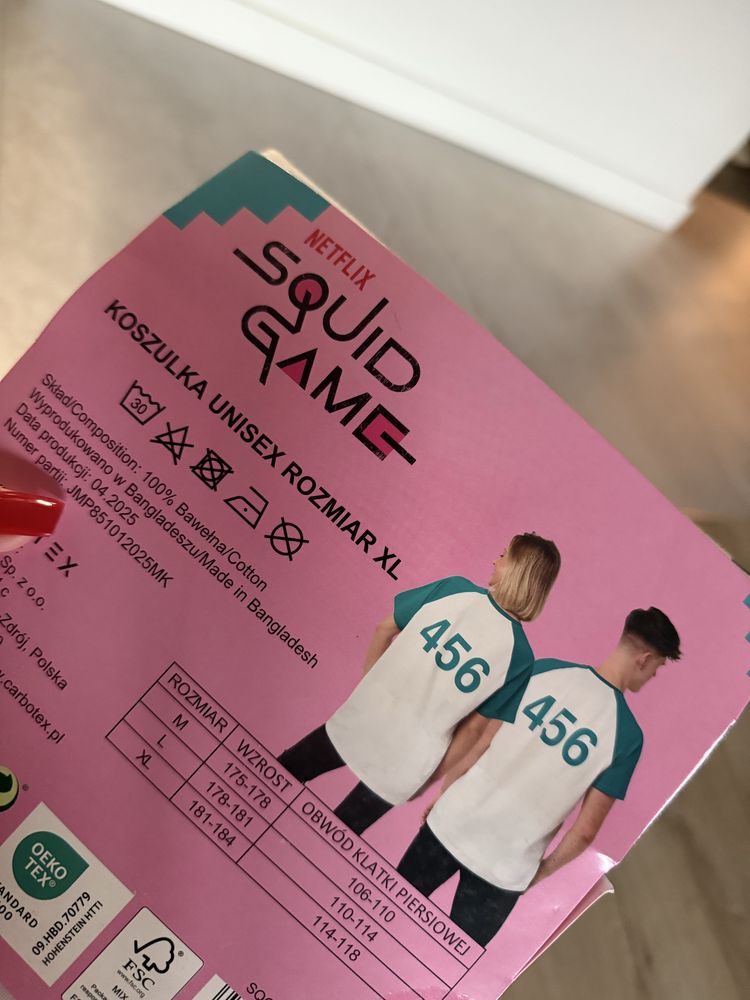 NETFLIX
SQUID
GAME
KOSZULKA UNISEX ROZMIAR XL
30
Skład/Composition: 100% Bawełna/Cotton
Wyprodukowano w Bangladeszu/Made in Bangladesh
Data produkcji: 04.2025
Numer partii: JMP851012025MK
TEX
Sp. z o.o.
Zdrój, Polska
.carbotex.pl
456
456
ROZMIAR WZROST OBWÓD KLATKI PIERSIOWEJ
M 175-178 106-110
L 178-181 110-114
XL 181-184 114-118
OEKO
TEX®
09.HBD.70779
HOHENSTEIN HTTI
FSC
MIX